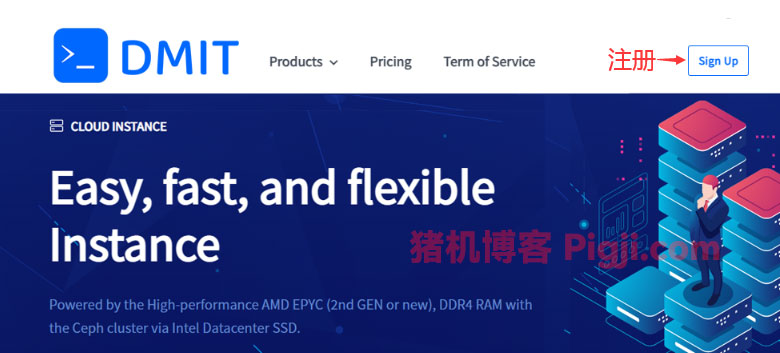 DMIT
Products
Pricing
Term of Service
注册
Sign Up
CLOUD INSTANCE
Easy, fast, and flexible
Instance
猪机博客 Pigji.com
Powered by the High-performance AMD EPYC (2nd GEN or new), DDR4 RAM with
the Ceph cluster via Intel Datacenter SSD.